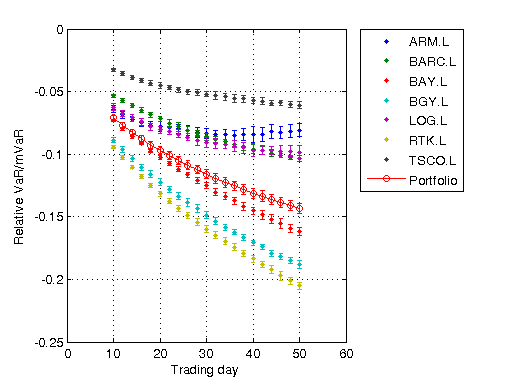 0
-0.05
-0.1
-0.15
-0.2
-0.25
0
10
20
30
40
50
60
Relative VaR/mVaR
Trading day
ARM.L
BARC.L
BAY.L
BGY.L
LOG.L
RTK.L
TSCO.L
Portfolio